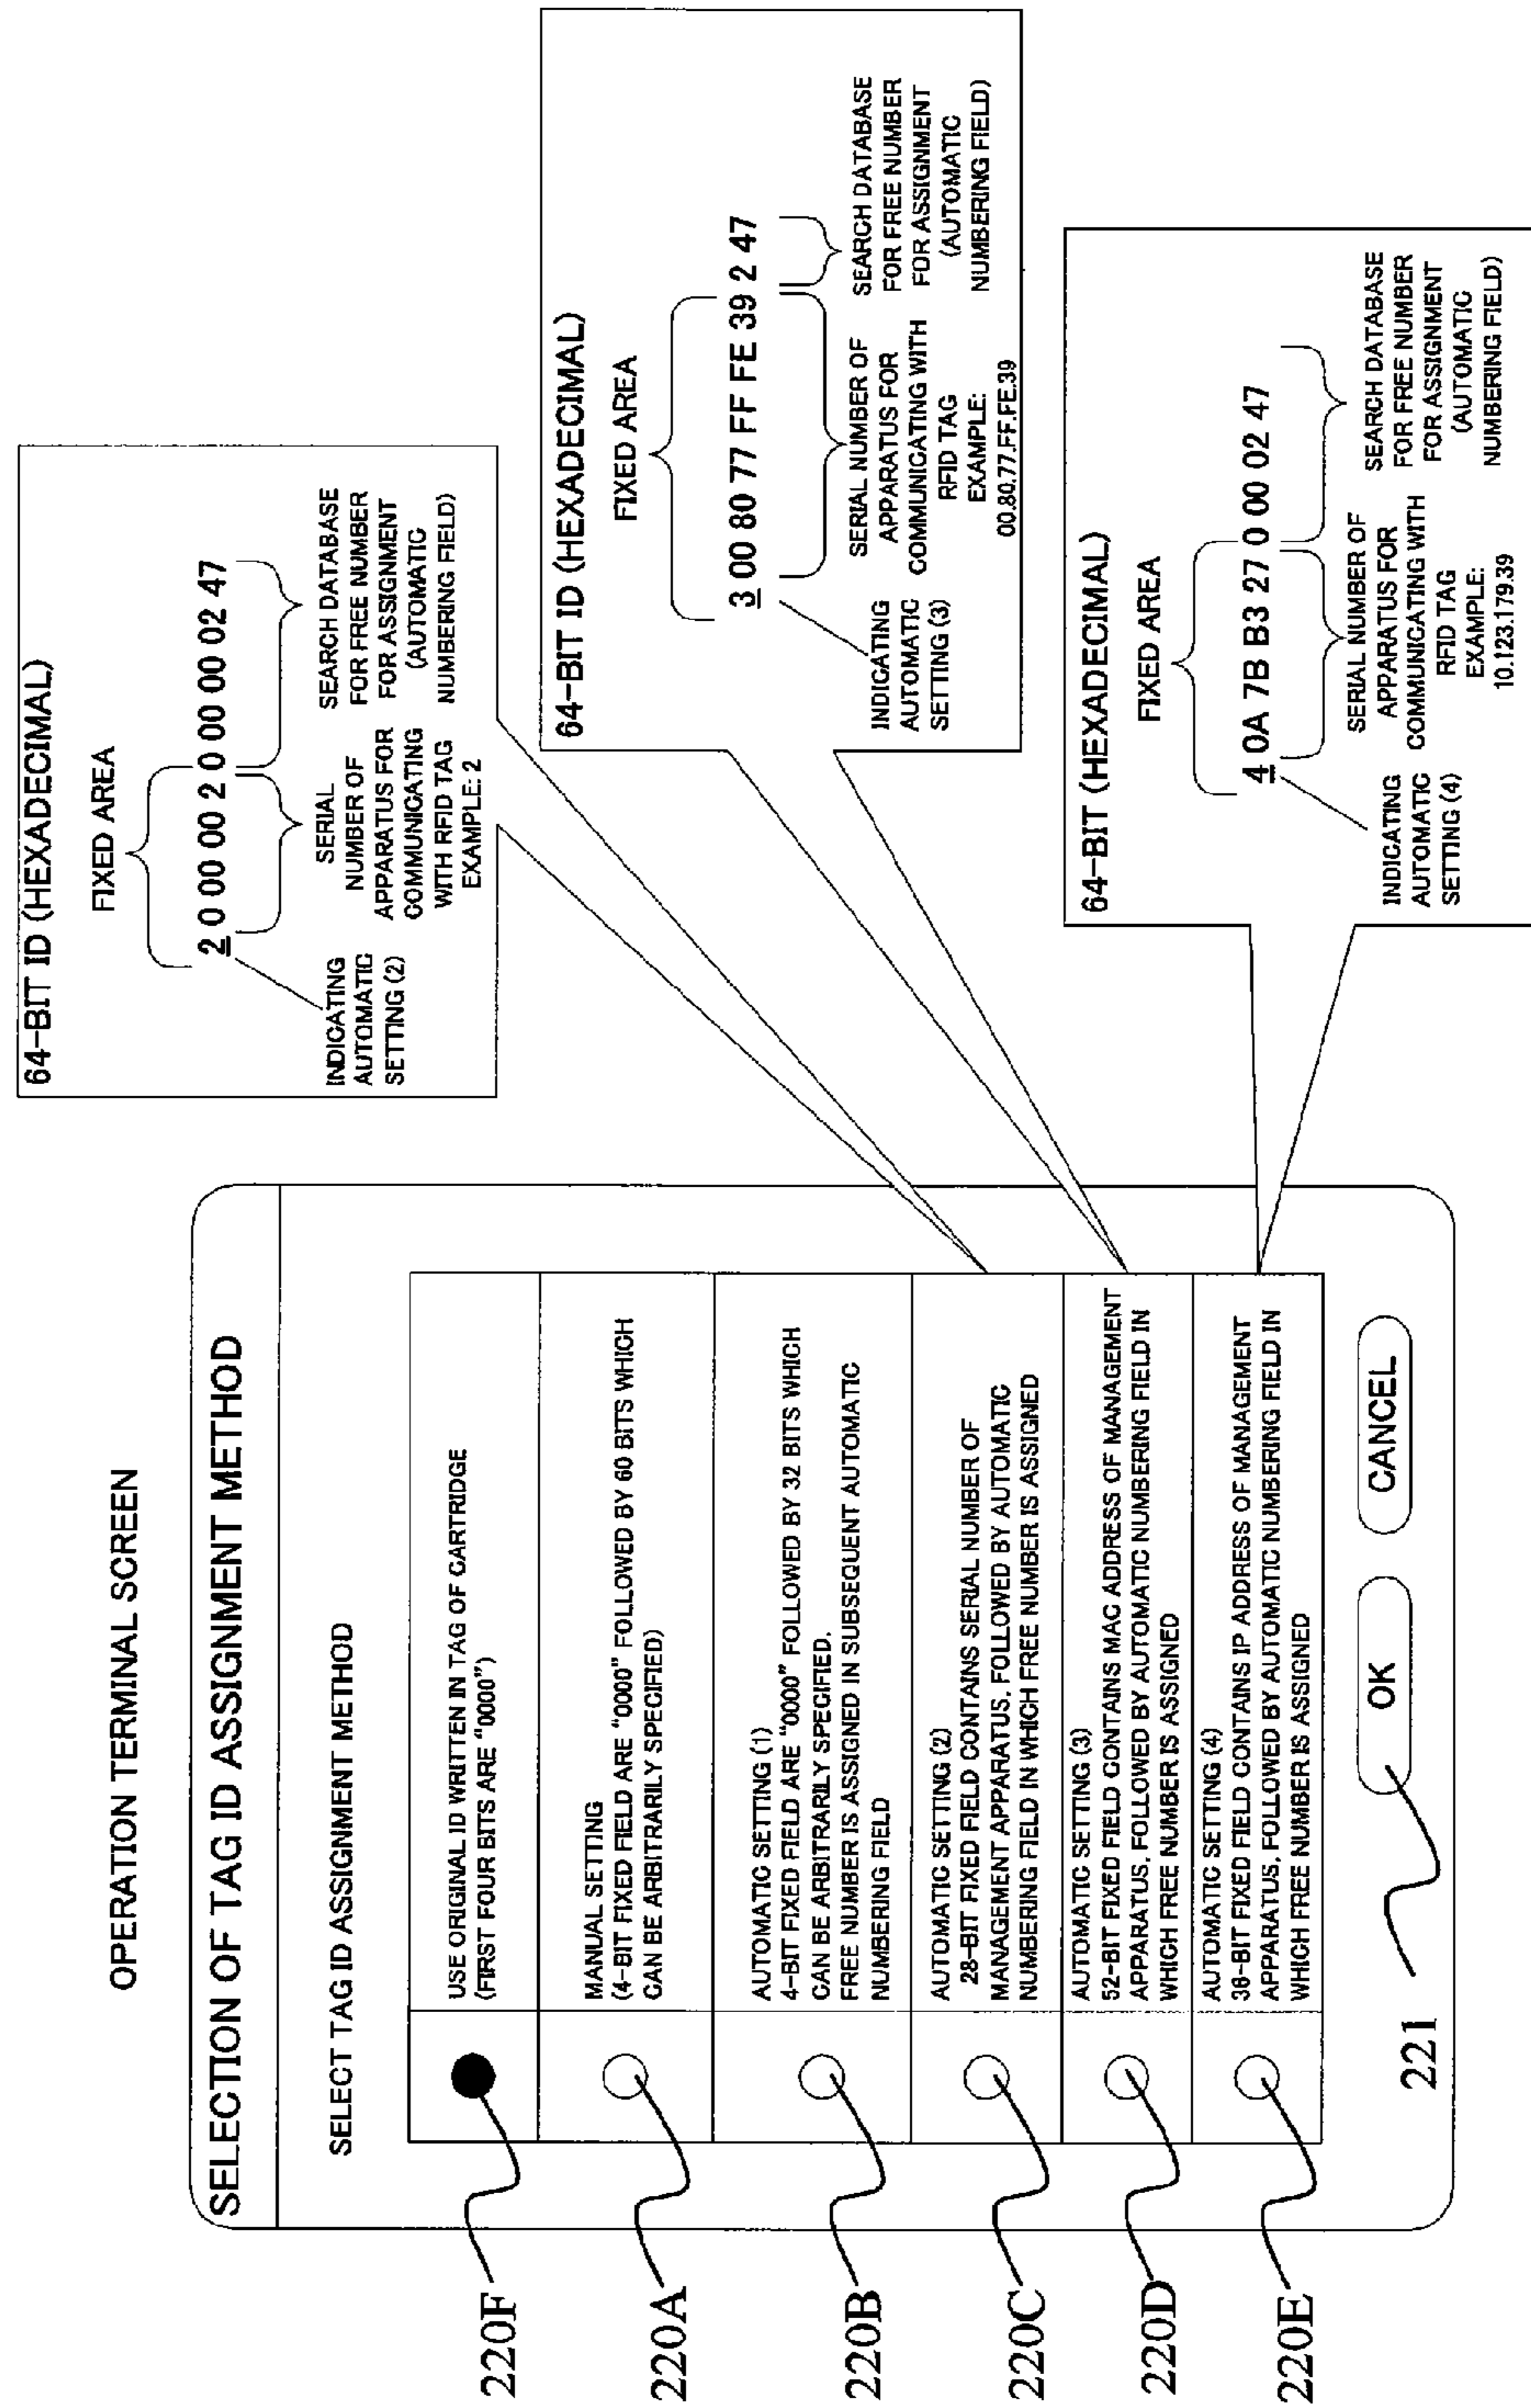 OPERATION TERMINAL SCREEN
SELECTION OF TAG ID ASSIGNMENT METHOD
SELECT TAG ID ASSIGNMENT METHOD
220F
USE ORIGINAL ID WRITTEN IN TAG OF CARTRIDGE
(FIRST FOUR BITS ARE "0000")
220A
MANUAL SETTING
(4-BIT FIXED FIELD ARE "0000" FOLLOWED BY 60 BITS WHICH
CAN BE ARBITRARILY SPECIFIED)
220B
AUTOMATIC SETTING (1)
4-BIT FIXED FIELD ARE "0000" FOLLOWED BY 32 BITS WHICH
CAN BE ARBITRARILY SPECIFIED.
FREE NUMBER IS ASSIGNED IN SUBSEQUENT AUTOMATIC
NUMBERING FIELD
220C
AUTOMATIC SETTING (2)
28-BIT FIXED FIELD CONTAINS SERIAL NUMBER OF
MANAGEMENT APPARATUS, FOLLOWED BY AUTOMATIC
NUMBERING FIELD IN WHICH FREE NUMBER IS ASSIGNED
220D
AUTOMATIC SETTING (3)
52-BIT FIXED FIELD CONTAINS MAC ADDRESS OF MANAGEMENT
APPARATUS, FOLLOWED BY AUTOMATIC NUMBERING FIELD IN
WHICH FREE NUMBER IS ASSIGNED
220E
AUTOMATIC SETTING (4)
36-BIT FIXED FIELD CONTAINS IP ADDRESS OF MANAGEMENT
APPARATUS, FOLLOWED BY AUTOMATIC NUMBERING FIELD IN
WHICH FREE NUMBER IS ASSIGNED
221
OK
CANCEL
64-BIT ID (HEXADECIMAL)
FIXED AREA
2 0 00 00 2 0 00 00 02 47
INDICATING
AUTOMATIC
SETTING (2)
SERIAL
NUMBER OF
APPARATUS FOR
COMMUNICATING
WITH RFID TAG
EXAMPLE: 2
SEARCH DATABASE
FOR FREE NUMBER
FOR ASSIGNMENT
(AUTOMATIC
NUMBERING FIELD)
64-BIT ID (HEXADECIMAL)
FIXED AREA
3 00 80 77 FF FE 39 2 47
INDICATING
AUTOMATIC
SETTING (3)
SERIAL NUMBER OF
APPARATUS FOR
COMMUNICATING WITH
RFID TAG
EXAMPLE:
00.80.77.FF.FE.39
SEARCH DATABASE
FOR FREE NUMBER
FOR ASSIGNMENT
(AUTOMATIC
NUMBERING FIELD)
64-BIT (HEXADECIMAL)
FIXED AREA
4 0A 7B B3 27 0 00 02 47
INDICATING
AUTOMATIC
SETTING (4)
SERIAL NUMBER OF
APPARATUS FOR
COMMUNICATING WITH
RFID TAG
EXAMPLE:
10.123.179.39
SEARCH DATABASE
FOR FREE NUMBER
FOR ASSIGNMENT
(AUTOMATIC
NUMBERING FIELD)